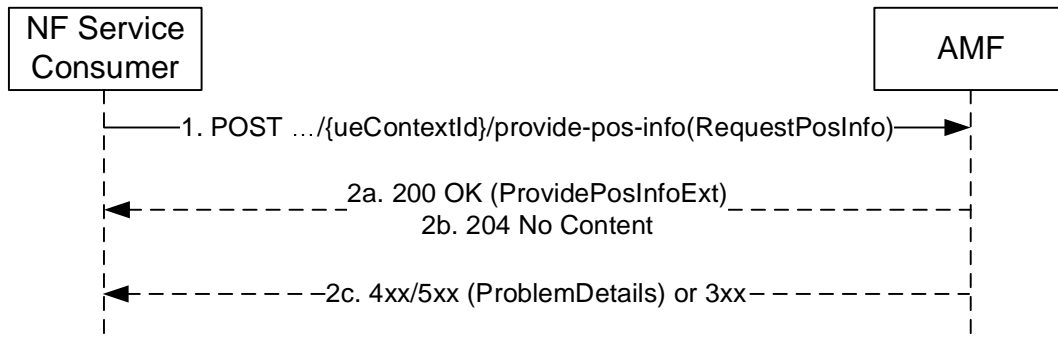 NF Service
Consumer
AMF
1. POST …/{ueContextId}/provide-pos-info(RequestPosInfo)
2a. 200 OK (ProvidePosInfoExt)
2b. 204 No Content
2c. 4xx/5xx (ProblemDetails) or 3xx